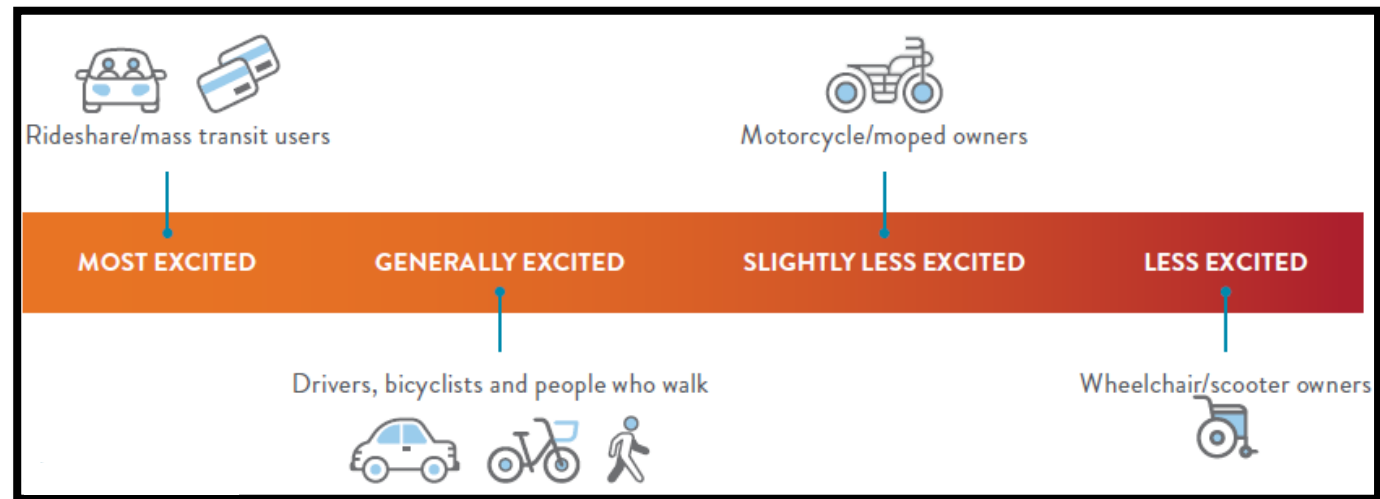 Rideshare/mass transit users
Motorcycle/moped owners
MOST EXCITED
GENERALLY EXCITED
SLIGHTLY LESS EXCITED
LESS EXCITED
Drivers, bicyclists and people who walk
Wheelchair/scooter owners